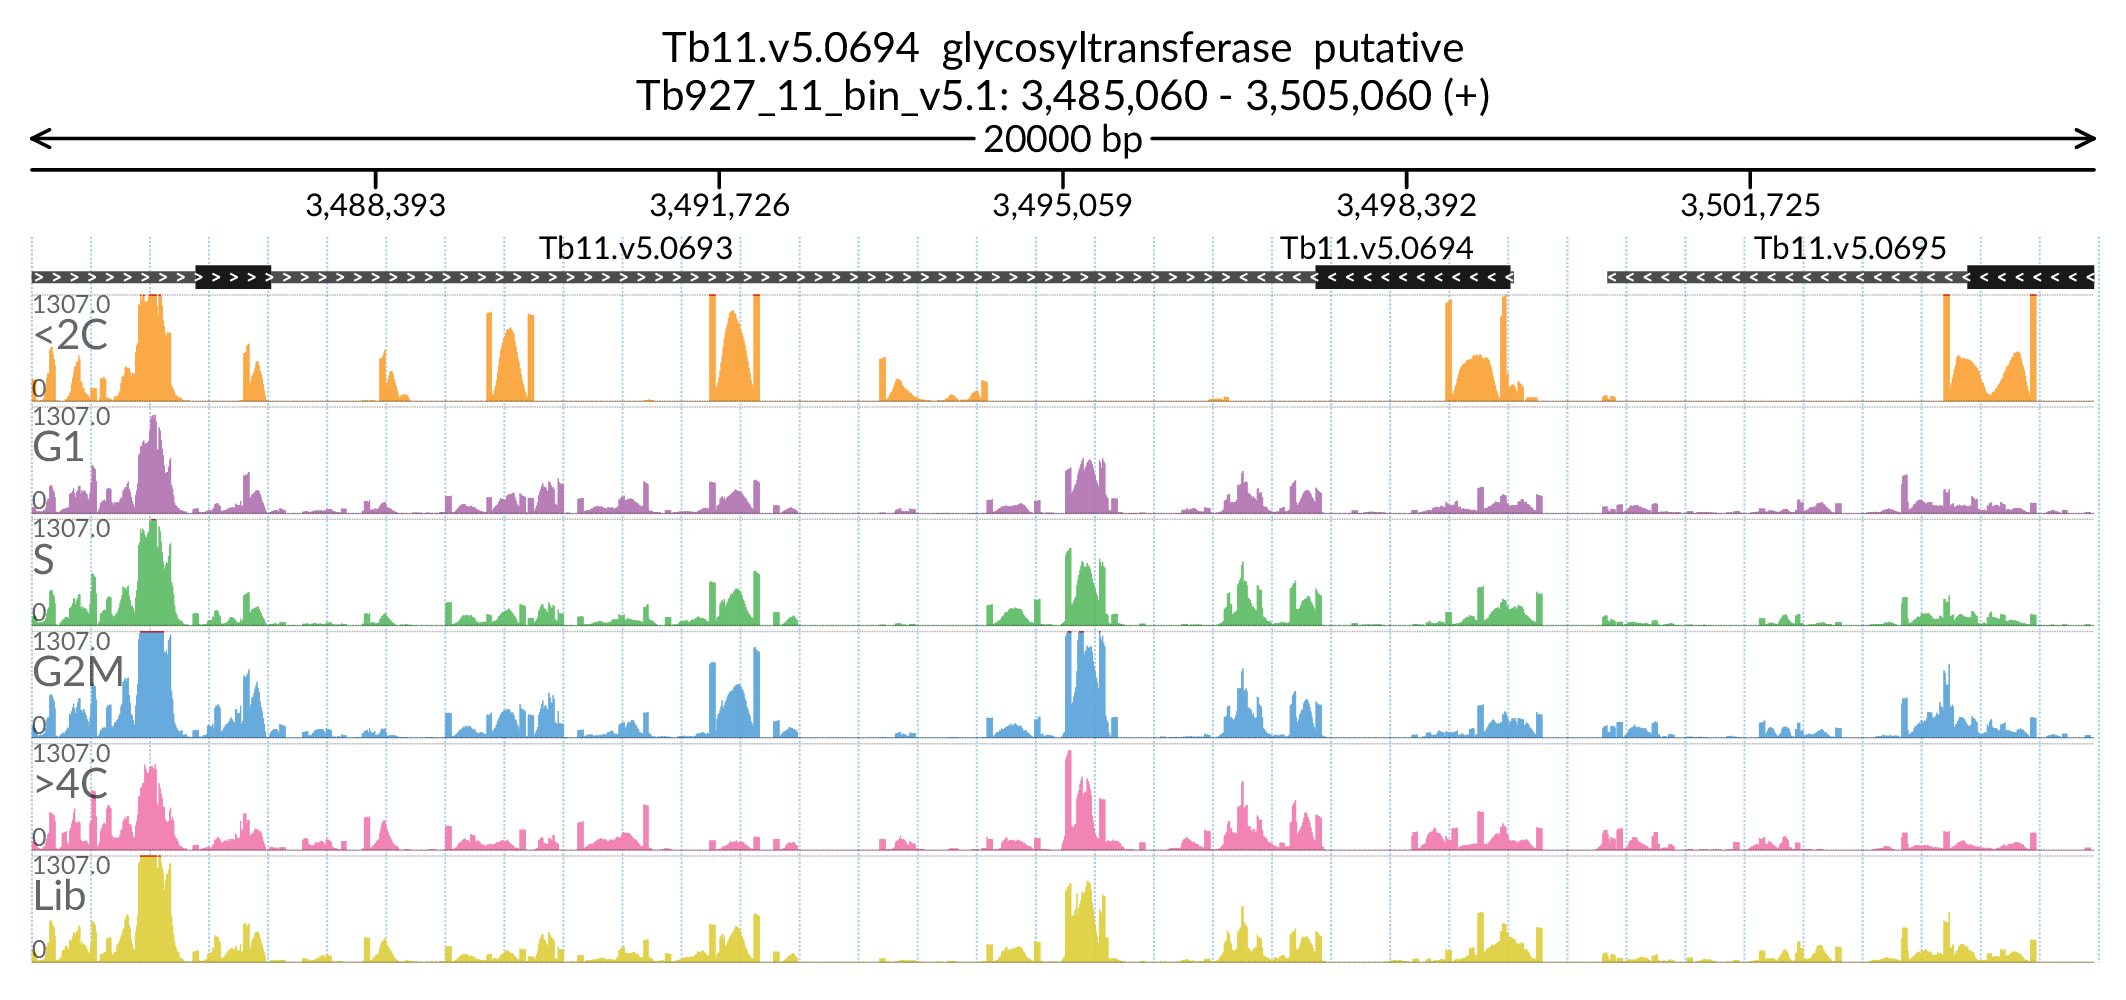 Tb11.v5.0694 glycosyltransferase putative
Tb927_11_bin_v5.1: 3,485,060 - 3,505,060 (+)
20000 bp
3,488,393 3,491,726 3,495,059 3,498,392 3,501,725
Tb11.v5.0693 Tb11.v5.0694 Tb11.v5.0695
1307.0
<2C
0
1307.0
G1
0
1307.0
S
0
1307.0
G2M
0
1307.0
>4C
0
1307.0
Lib
0